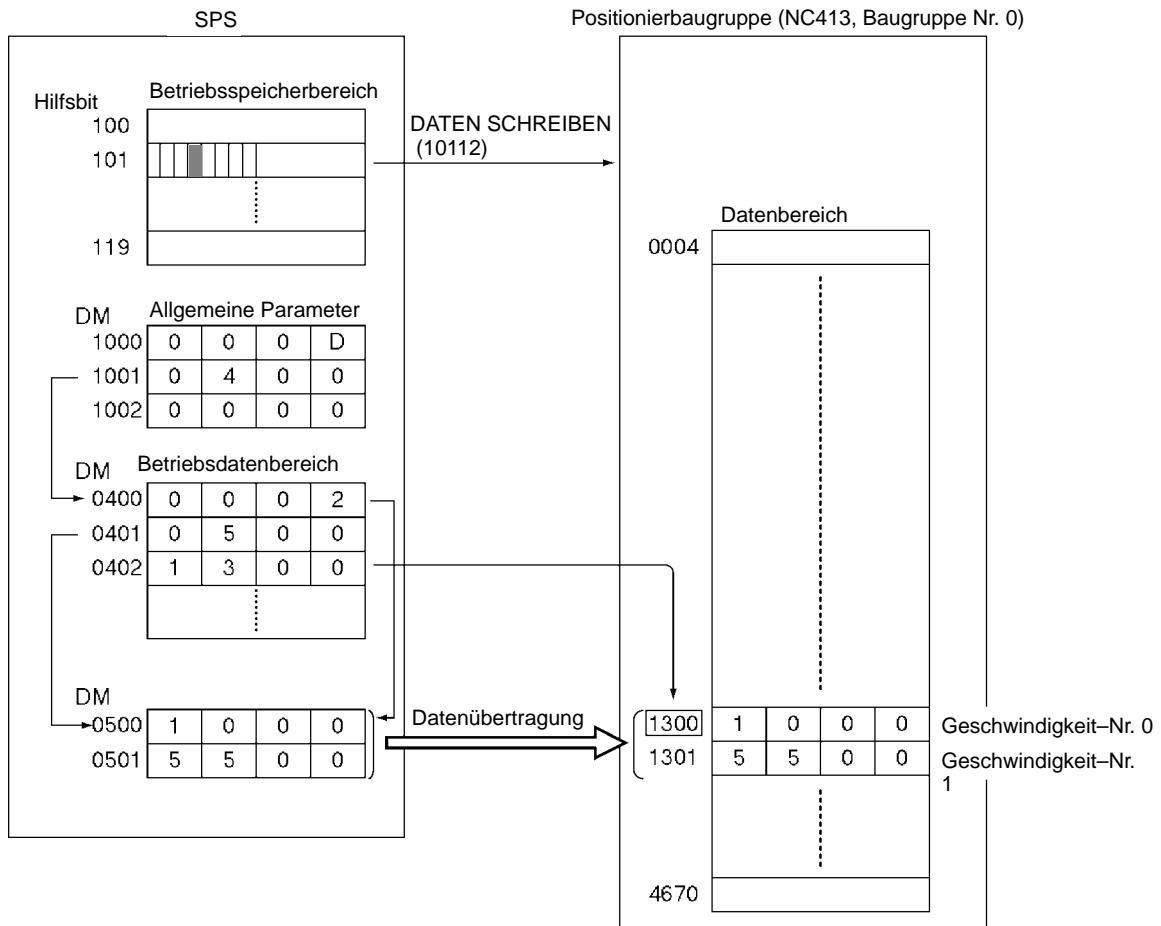 SPS
Positionierbaugruppe (NC413, Baugruppe Nr. 0)
Hilfsbit
Betriebsspeicherbereich
100
101
119
DATEN SCHREIBEN
(10112)
DM
Allgemeine Parameter
1000 0 0 0 D
1001 0 4 0 0
1002 0 0 0 0
DM
Betriebsdatenbereich
0400 0 0 0 2
0401 0 5 0 0
0402 1 3 0 0
DM
0500 1 0 0 0
0501 5 5 0 0
Datenübertragung
Datenbereich
0004
1300 1 0 0 0 Geschwindigkeit–Nr. 0
1301 5 5 0 0 Geschwindigkeit–Nr.
1
4670